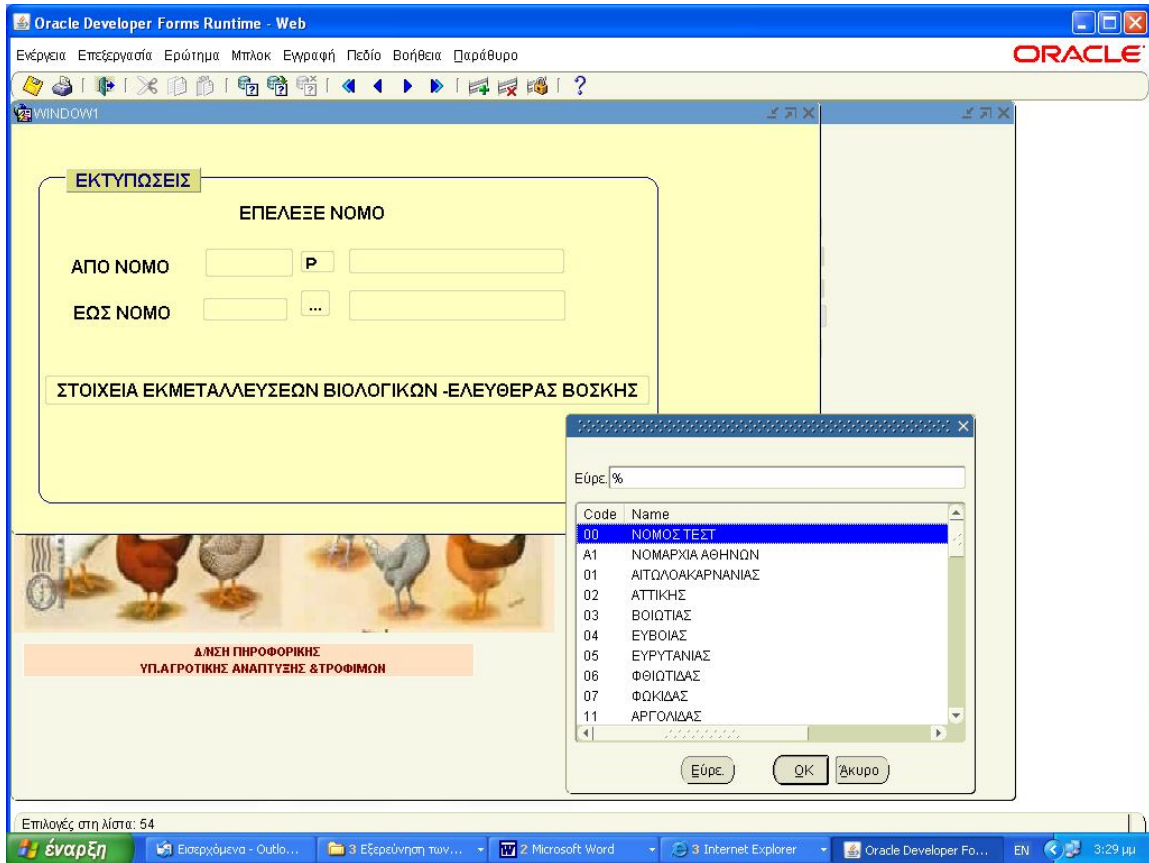 Oracle Developer Forms Runtime - Web
Ενέργεια Επεξεργασία Ερώτημα Μπλοκ Εγγραφή Πεδίο Βοήθεια Παράθυρο
ORACLE
WINDOW1
ΕΚΤΥΠΩΣΕΙΣ
ΕΠΕΛΕΞΕ ΝΟΜΟ
ΑΠΟ ΝΟΜΟ P
ΕΩΣ ΝΟΜΟ ...
ΣΤΟΙΧΕΙΑ ΕΚΜΕΤΑΛΛΕΥΣΕΩΝ ΒΙΟΛΟΓΙΚΩΝ -ΕΛΕΥΘΕΡΑΣ ΒΟΣΚΗΣ
Εύρε. %
Code Name
00 ΝΟΜΟΣ ΤΕΣΤ
A1 ΝΟΜΑΡΧΙΑ ΑΘΗΝΩΝ
01 ΑΙΤΩΛΟΑΚΑΡΝΑΝΙΑΣ
02 ΑΤΤΙΚΗΣ
03 ΒΟΙΩΤΙΑΣ
04 ΕΥΒΟΙΑΣ
05 ΕΥΡΥΤΑΝΙΑΣ
06 ΦΘΙΩΤΙΔΑΣ
07 ΦΩΚΙΔΑΣ
11 ΑΡΓΟΛΙΔΑΣ
Εύρε. OK Άκυρο
Δ/ΝΣΗ ΠΗΡΟΦΟΡΙΚΗΣ
ΥΠ.ΑΓΡΟΤΙΚΗΣ ΑΝΑΠΤΥΞΗΣ &ΤΡΟΦΙΜΩΝ
Επιλογές στη λίστα: 54
έναρξη Εισερχόμενα - Outlo... 3 Εξερεύνηση των... 2 Microsoft Word 3 Internet Explorer Oracle Developer Fo... EN 3:29 μμ